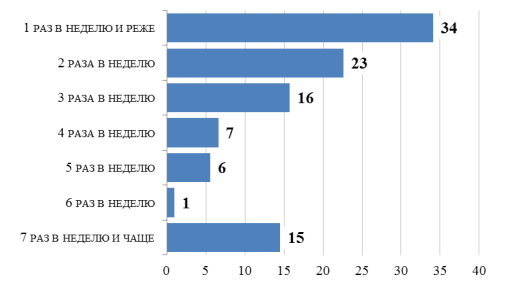 1 РАЗ В НЕДЕЛЮ И РЕЖЕ 34
2 РАЗА В НЕДЕЛЮ 23
3 РАЗА В НЕДЕЛЮ 16
4 РАЗА В НЕДЕЛЮ 7
5 РАЗ В НЕДЕЛЮ 6
6 РАЗ В НЕДЕЛЮ 1
7 РАЗ В НЕДЕЛЮ И ЧАЩЕ 15
0 5 10 15 20 25 30 35 40